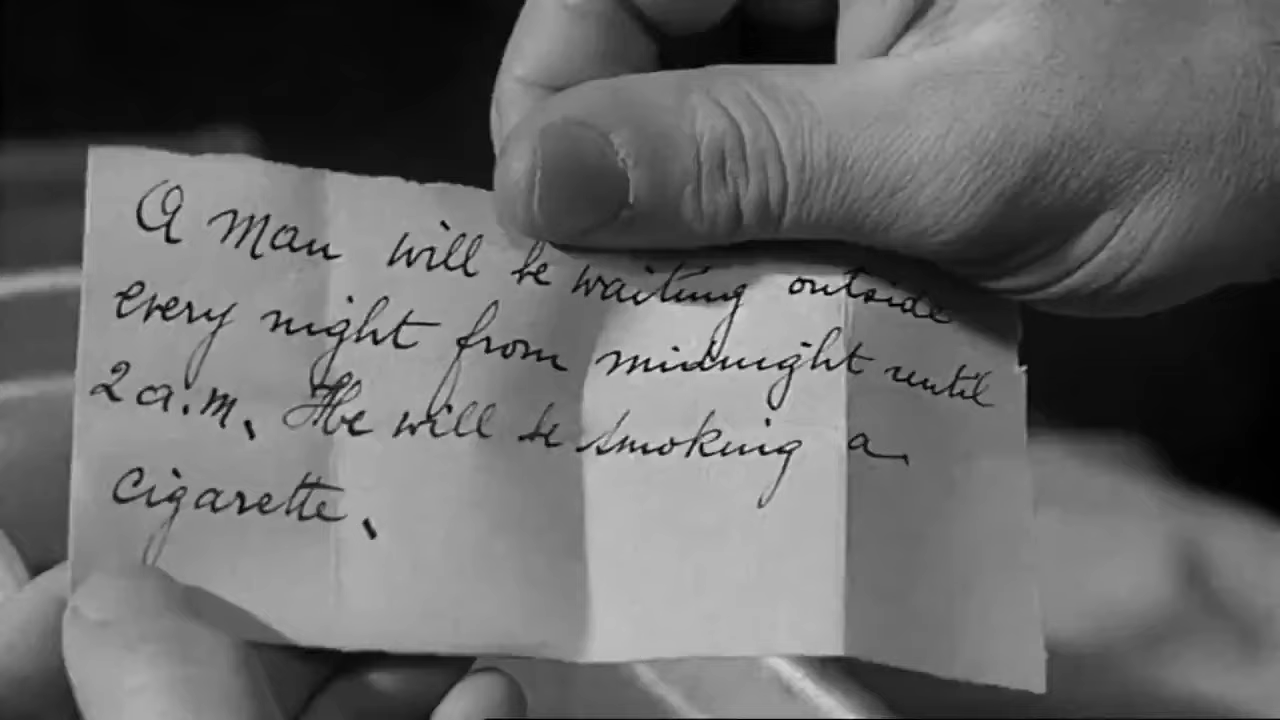 A man will be waiting outside
every night from midnight until
2 a.m. He will be smoking a
cigarette.